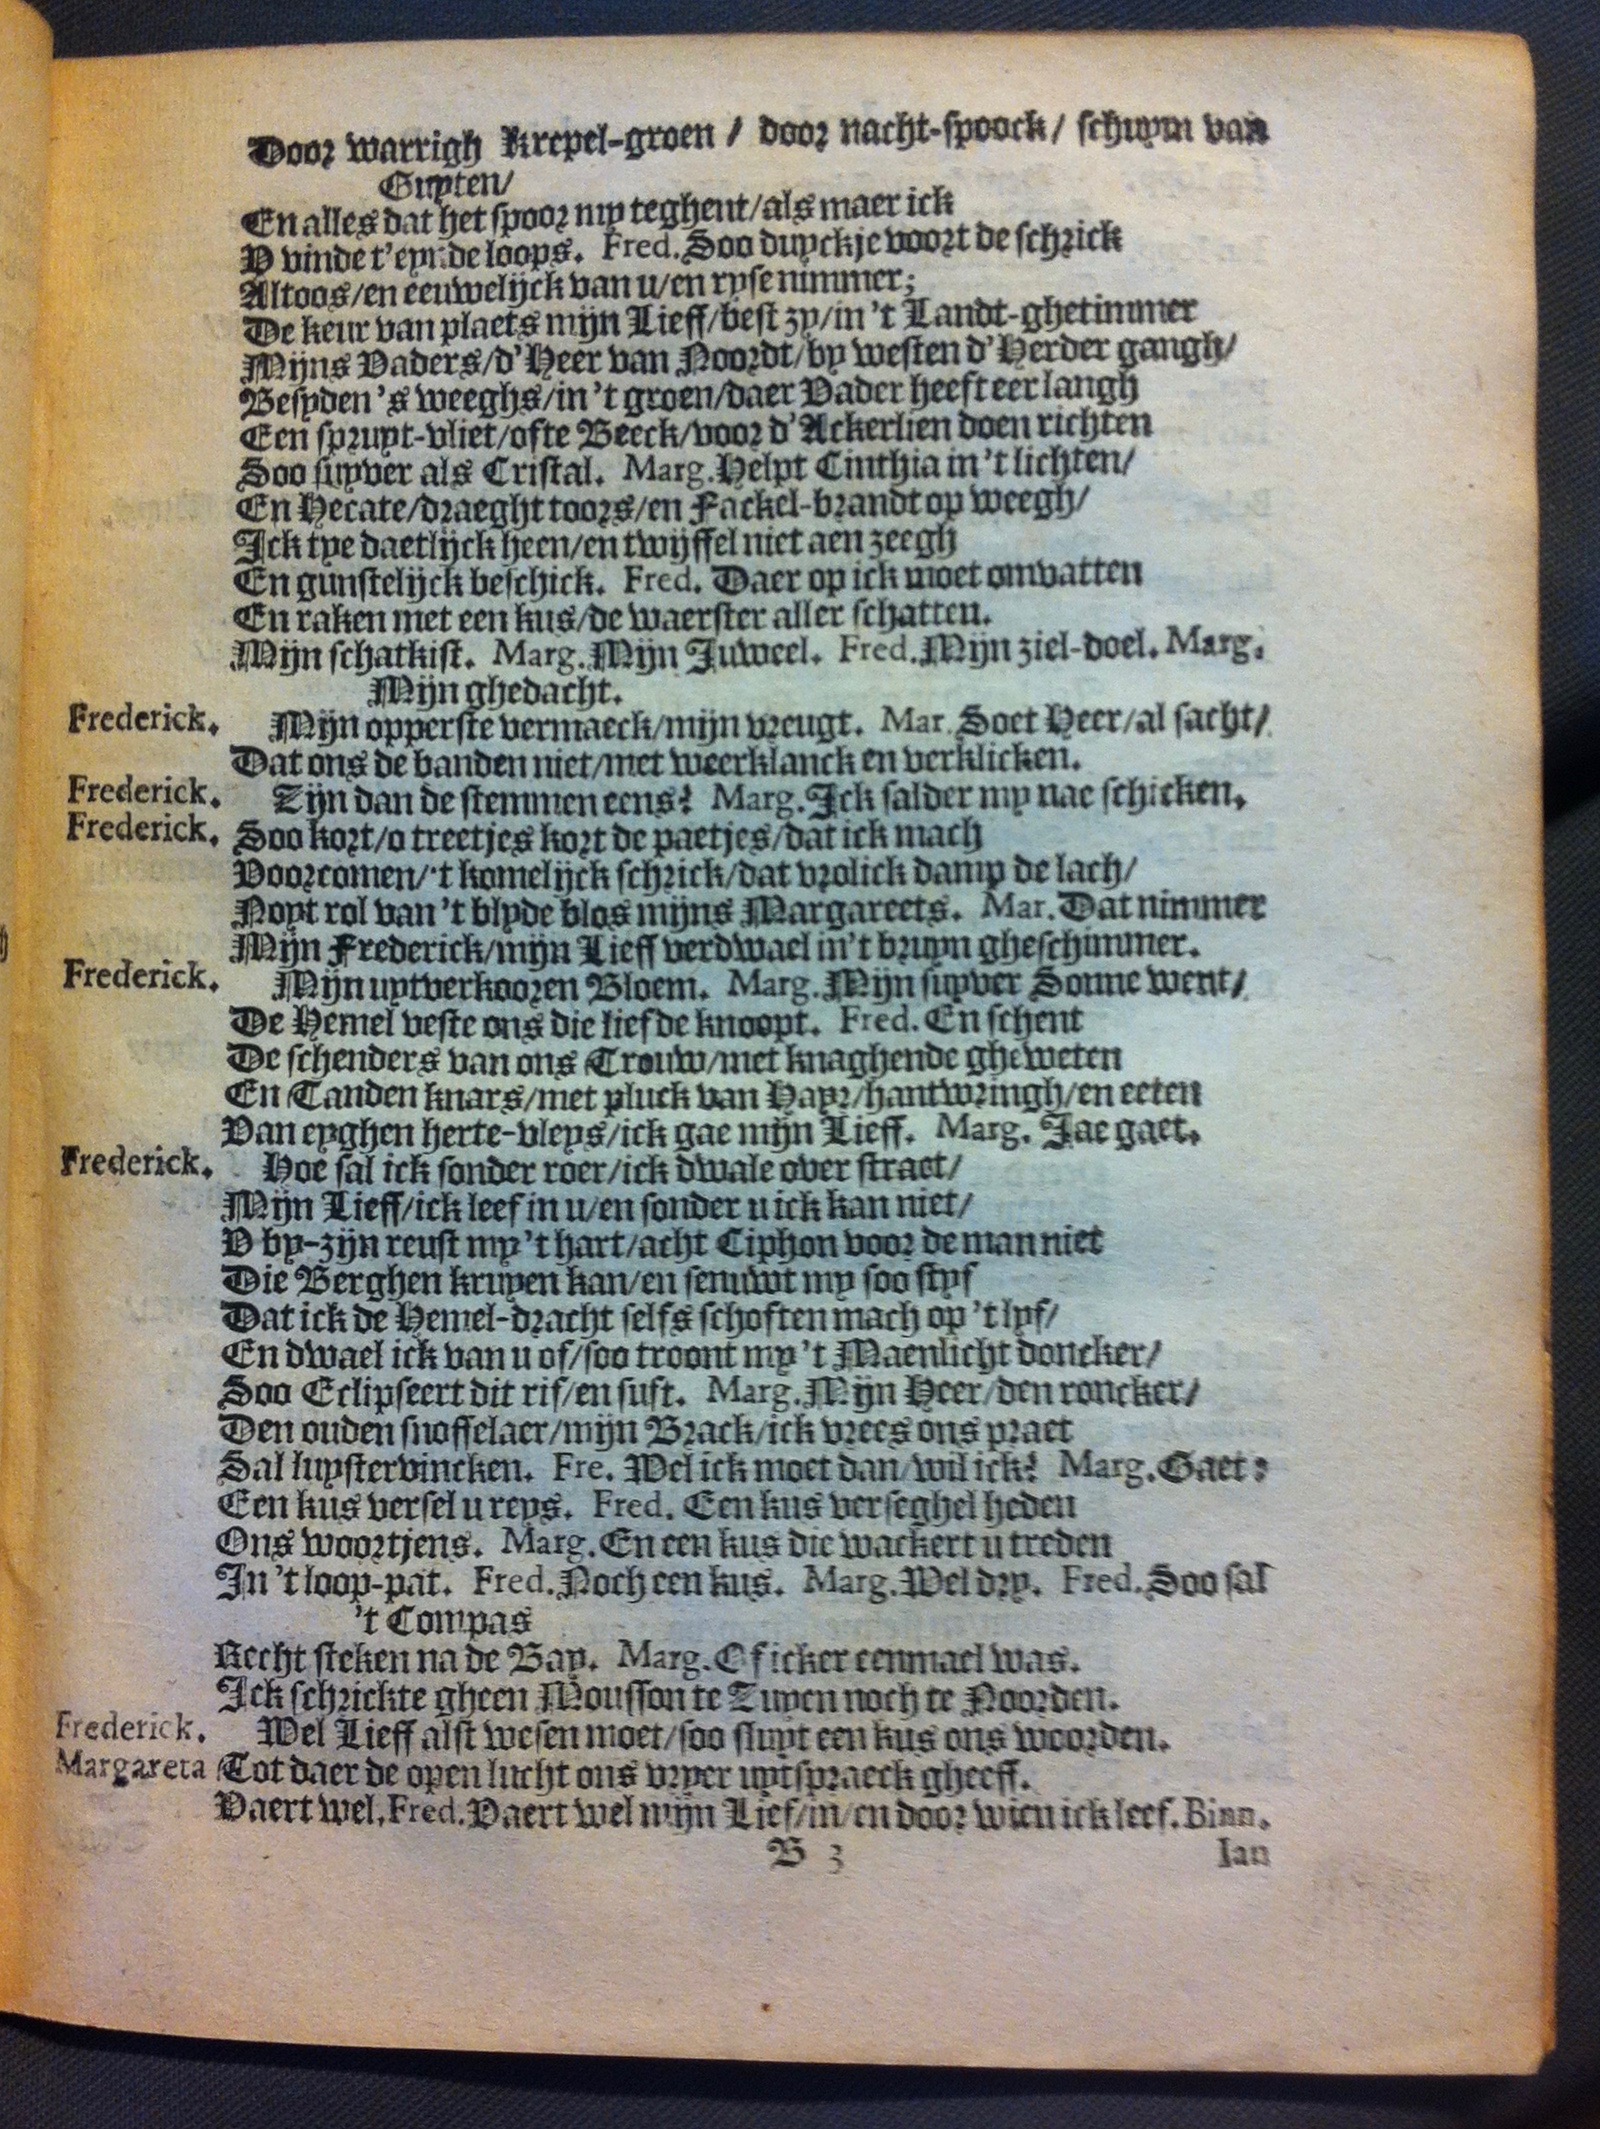 Door warrigh Krepel-groen / door nacht-spoock / schuym van
Guyten/
En alles dat het spoor my teghent/als maer ick
V vinde t'eynde loops. Fred. Soo duyckje voort de schrick
Altoos/en eeuwelijck van u/en ryse nimmer;
De keur van plaets mijn Lieff/best zy/in 't Landt-ghetimmer
Mijns Vaders/d'Heer van Noordt/by westen d'Herder gangh/
Besyden 's weeghs/in 't groen/daer Vader heeft eer langh
Een spruyt-vliet/ofte Beeck/voor d'Ackerlien doen richten
Soo suyver als Cristal. Marg. Helpt Cinthia in 't lichten/
En Hecate/draeght toors/en Fackel-brandt op weegh/
Ick tye daetlijck heen/en twijffel niet aen zeegh
En gunstelijck beschick. Fred. Daer op ick moet omvatten
En raken met een kus/de waerster aller schatten.
Mijn schatkist. Marg. Mijn Juweel. Fred. Mijn ziel-doel. Marg.
Mijn ghedacht.
Frederick. Mijn opperste vermaeck/mijn vreugt. Mar. Soet Heer/al sacht/
Dat ons de banden niet/met weerklanck en verklicken.
Frederick. Zijn dan de stemmen eens? Marg. Ick salder my nae schicken.
Frederick. Soo kort/o treetjes kort de paetjes/dat ick mach
Voorcomen/'t komelijck schrick/dat vrolick damp de lach/
Noyt rol van 't blyde blos mijns Margareets. Mar. Dat nimmer
Mijn Frederick/mijn Lieff verdwael in't bruyn gheschimmer.
Frederick. Mijn uytverkooren Bloem. Marg. Mijn suyver Sonne went/
De Hemel veste ons die liefde knoopt. Fred. En schent
De schenders van ons Trouw/met knaghende gheweten
En Tanden knars/met pluck van Hayr/hantwringh/en eeten
Van eyghen herte-vleys/ick gae mijn Lieff. Marg. Jae gaet.
Frederick. Hoe sal ick sonder roer/ick dwale over straet/
Mijn Lieff/ick leef in u/en sonder u ick kan niet/
V by-zijn reust my 't hart/acht Ciphon voor de man niet
Die Berghen kruyen kan/en senuwt my soo styf
Dat ick de Hemel-dracht selfs schoften mach op 't lyf/
En dwael ick van u of/soo troont my 't Maenlicht doncker/
Soo Eclipseert dit rif/en suft. Marg. Mijn Heer/den roncker/
Den ouden snoffelaer/mijn Brack/ick vrees ons praet
Sal luystervincken. Fre. Wel ick moet dan/wil ick? Marg. Gaet:
Een kus versel u reys. Fred. Een kus verseghel heden
Ons woortjens. Marg. En een kus die wackert u treden
In 't loop-pat. Fred. Noch een kus. Marg. Wel dry. Fred. Soo sal
't Compas
Recht steken na de Bay. Marg. Of icker eenmael was.
Ick schrickte gheen Mousson te Zuyen noch te Noorden.
Frederick. Wel Lieff alst wesen moet/soo sluyt een kus ons woorden.
Margareta Tot daer de open lucht ons vryer uytspraeck gheeff.
Vaert wel. Fred. Vaert wel mijn Lief/in/en door wien ick leef. Binn.
B 3 Ian